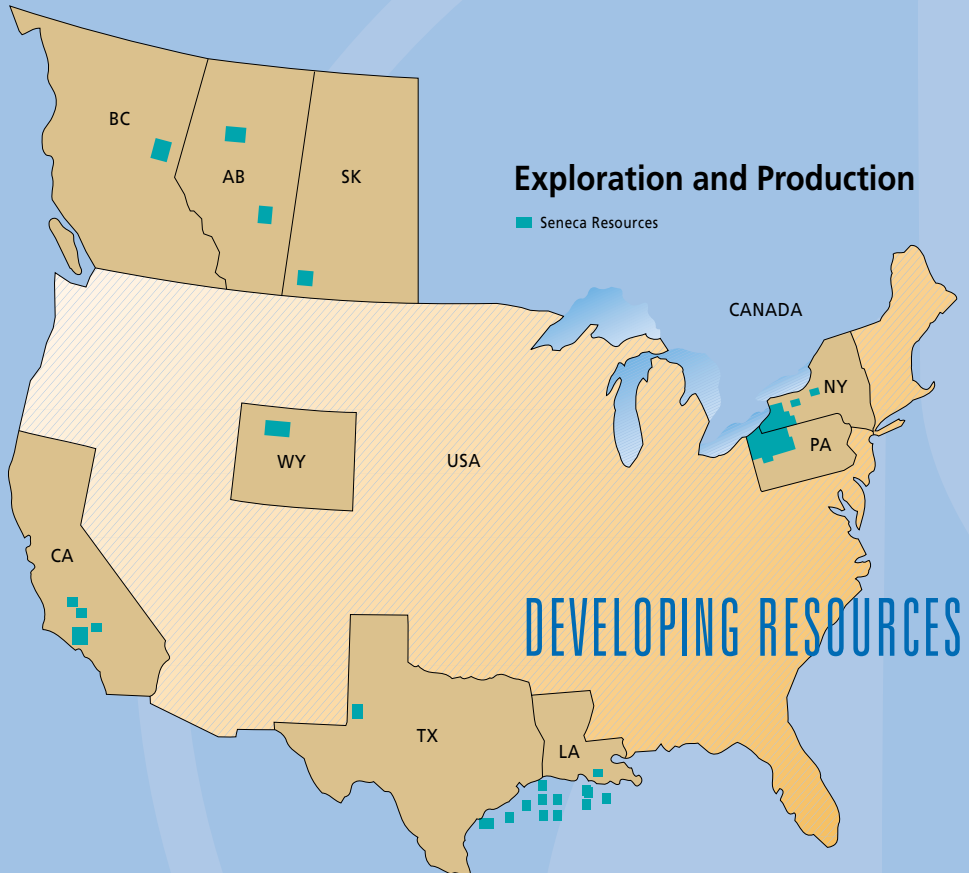 BC
AB
SK
Exploration and Production
Seneca Resources
CANADA
NY
PA
WY
USA
CA
DEVELOPING RESOURCES
TX
LA